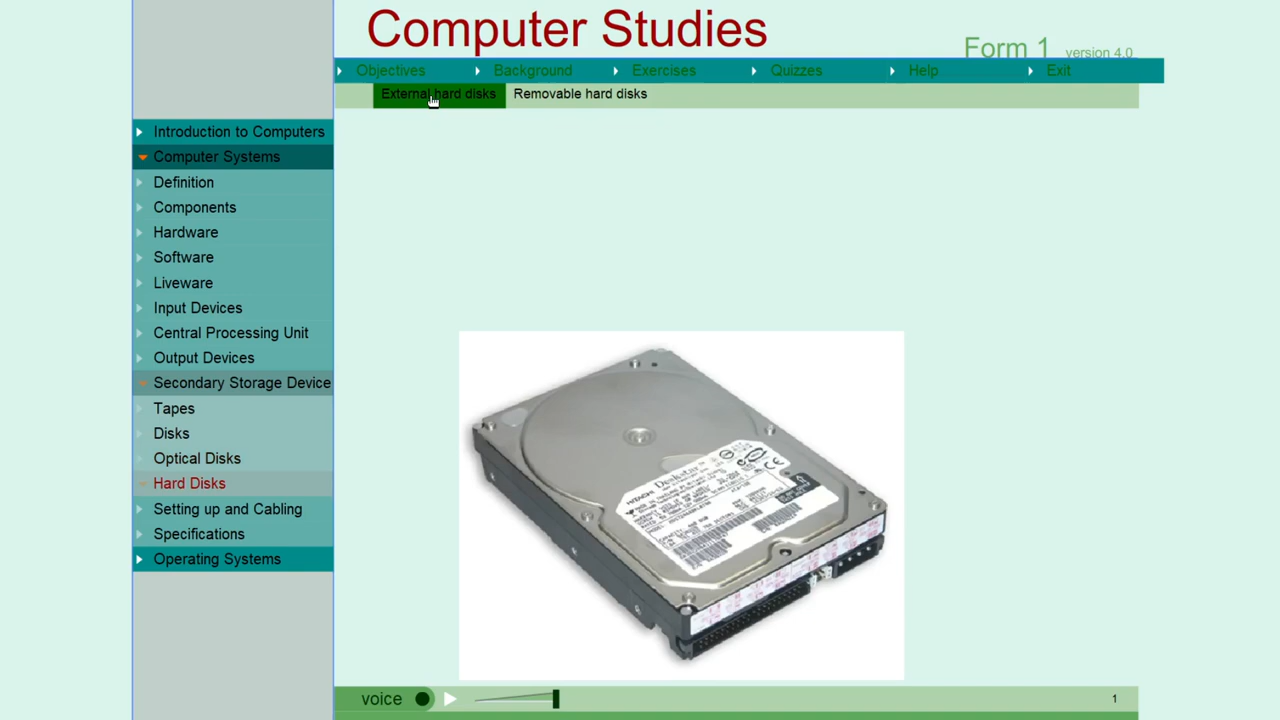 Computer Studies
Form 1 version 4.0
Objectives Background Exercises Quizzes Help Exit
External hard disks Removable hard disks
Introduction to Computers
Computer Systems
Definition
Components
Hardware
Software
Liveware
Input Devices
Central Processing Unit
Output Devices
Secondary Storage Device
Tapes
Disks
Optical Disks
Hard Disks
Setting up and Cabling
Specifications
Operating Systems
HITACHI Deskstar
voice 1